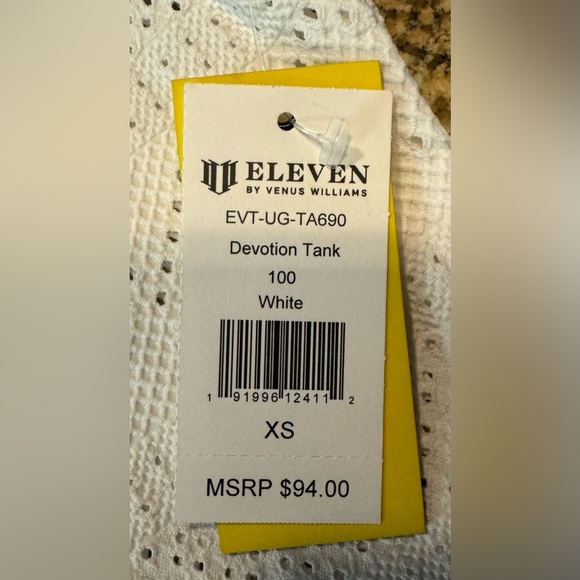 ELEVEN
BY VENUS WILLIAMS
EVT-UG-TA690
Devotion Tank
100
White
1 91996 12411 2
XS
MSRP $94.00